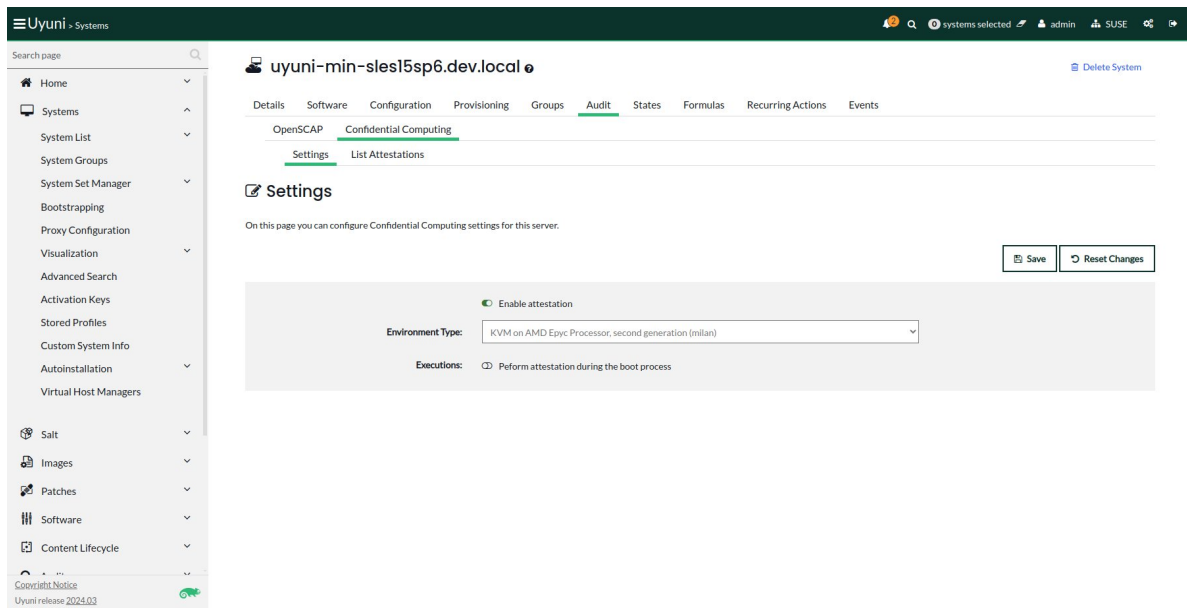 Uyuni > Systems
2
0 systems selected
admin
SUSE
Search page
Home
Systems
System List
System Groups
System Set Manager
Bootstrapping
Proxy Configuration
Visualization
Advanced Search
Activation Keys
Stored Profiles
Custom System Info
Autoinstallation
Virtual Host Managers
Salt
Images
Patches
Software
Content Lifecycle
Copyright Notice
Uyuni release 2024.03
uyuni-min-sles15sp6.dev.local
Delete System
Details Software Configuration Provisioning Groups Audit States Formulas Recurring Actions Events
OpenSCAP Confidential Computing
Settings List Attestations
Settings
On this page you can configure Confidential Computing settings for this server.
Save Reset Changes
Enable attestation
Environment Type: KVM on AMD Epyc Processor, second generation (milan)
Executions: Peform attestation during the boot process